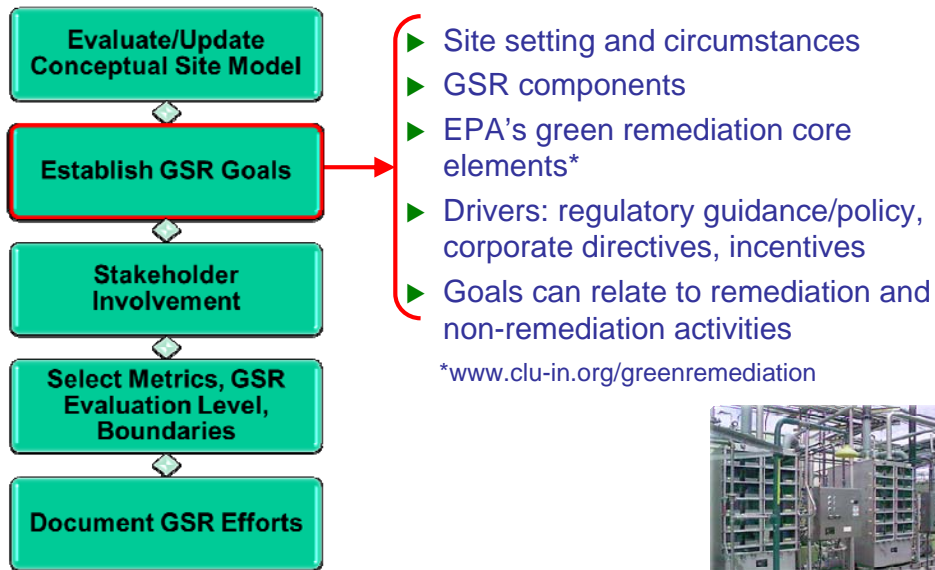 Evaluate/Update
Conceptual Site Model
Establish GSR Goals
Stakeholder
Involvement
Select Metrics, GSR
Evaluation Level,
Boundaries
Document GSR Efforts
Site setting and circumstances
GSR components
EPA's green remediation core
elements*
Drivers: regulatory guidance/policy,
corporate directives, incentives
Goals can relate to remediation and
non-remediation activities
*www.clu-in.org/greenremediation